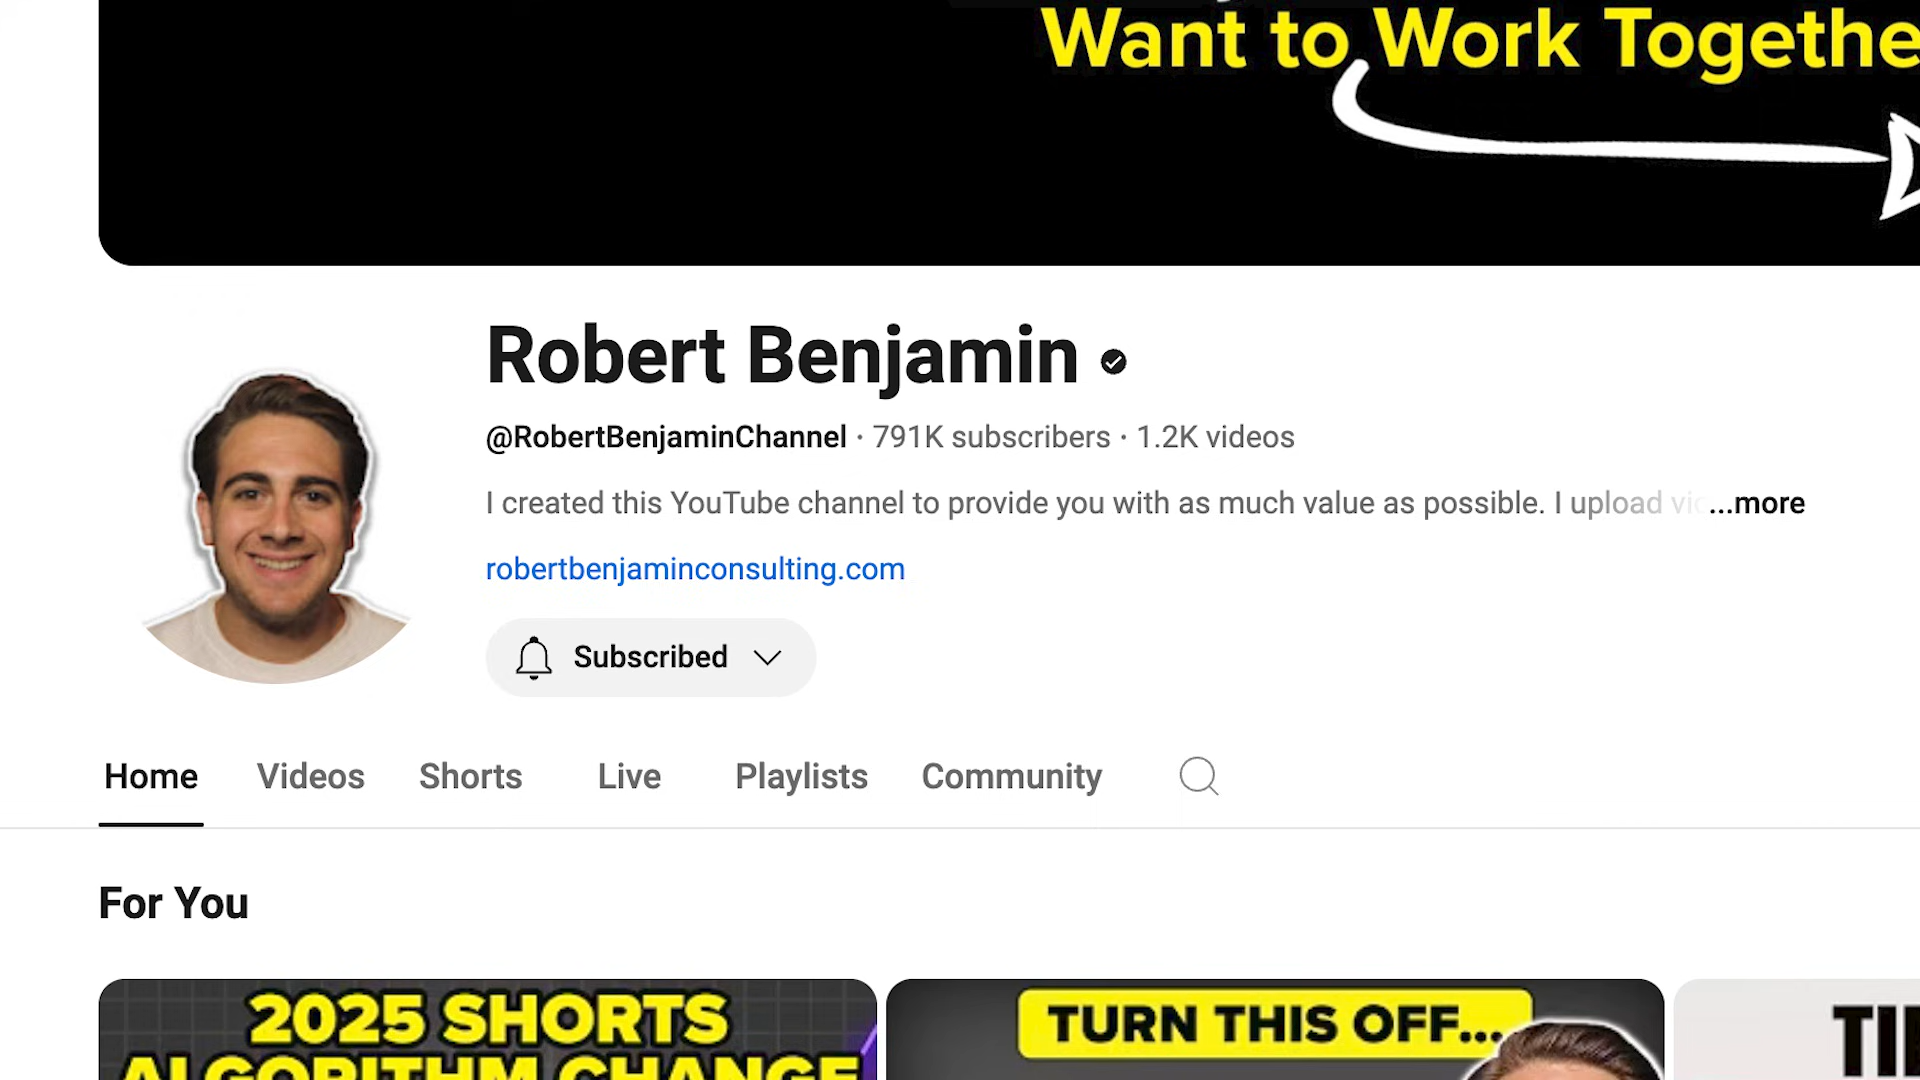 Want to Work Togethe
Robert Benjamin
@RobertBenjaminChannel · 791K subscribers · 1.2K videos
I created this YouTube channel to provide you with as much value as possible. I upload ...more
robertbenjaminconsulting.com
Subscribed
Home Videos Shorts Live Playlists Community
For You
2025 SHORTS
ALGORITHM CHANGE
TURN THIS OFF...